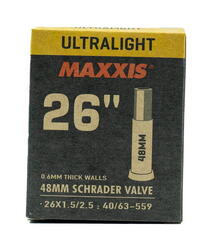 ULTRALIGHT
MAXXIS
26"
48MM
0.6MM THICK WALLS
48MM SCHRADER VALVE
26X1.5/2.5 ; 40/63-559